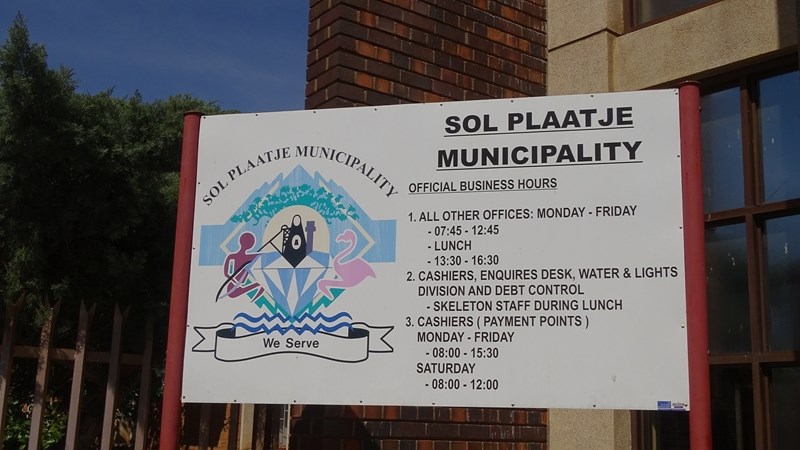 SOL PLAATJE MUNICIPALITY
We Serve
SOL PLAATJE
MUNICIPALITY
OFFICIAL BUSINESS HOURS
1. ALL OTHER OFFICES: MONDAY - FRIDAY
- 07:45 - 12:45
- LUNCH
- 13:30 - 16:30
2. CASHIERS, ENQUIRES DESK, WATER & LIGHTS
DIVISION AND DEBT CONTROL
- SKELETON STAFF DURING LUNCH
3. CASHIERS ( PAYMENT POINTS )
MONDAY - FRIDAY
- 08:00 - 15:30
SATURDAY
- 08:00 - 12:00